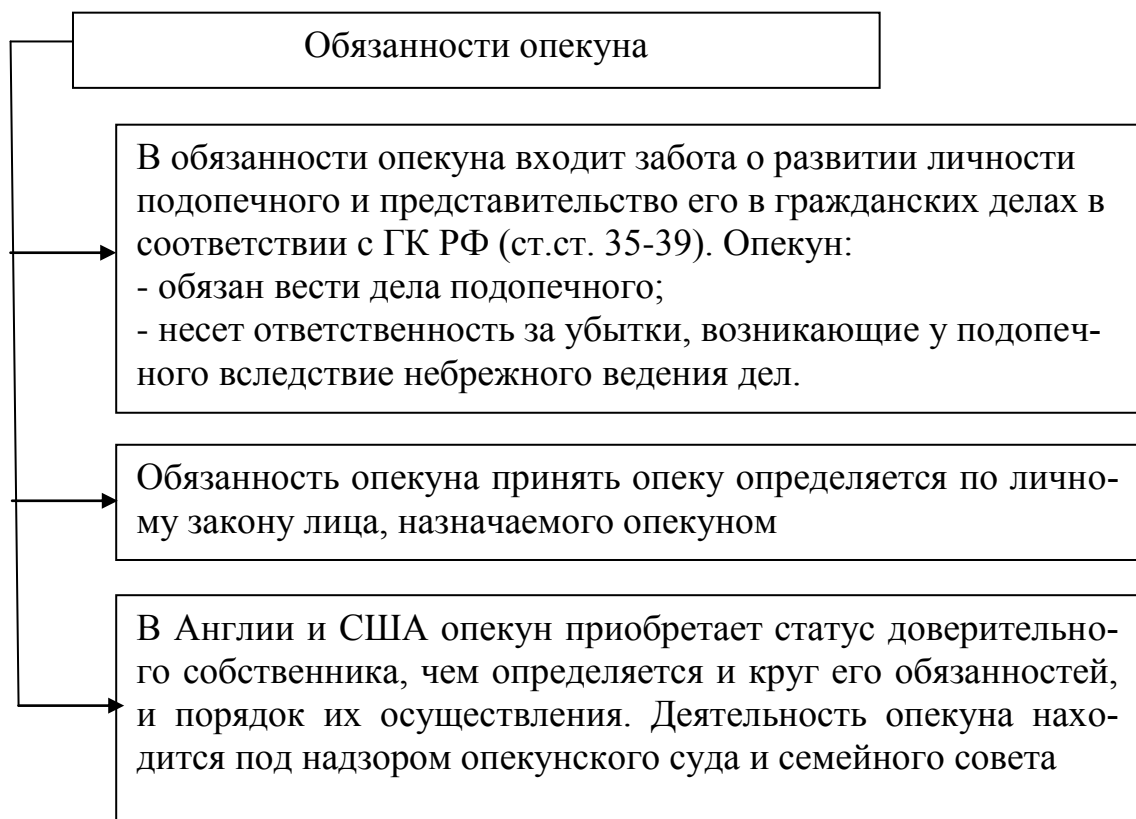 Обязанности опекуна
В обязанности опекуна входит забота о развитии личности
подопечного и представительство его в гражданских делах в
соответствии с ГК РФ (ст.ст. 35-39). Опекун:
- обязан вести дела подопечного;
- несет ответственность за убытки, возникающие у подопеч-
ного вследствие небрежного ведения дел.
Обязанность опекуна принять опеку определяется по лично-
му закону лица, назначаемого опекуном
В Англии и США опекун приобретает статус доверительно-
го собственника, чем определяется и круг его обязанностей,
и порядок их осуществления. Деятельность опекуна нахо-
дится под надзором опекунского суда и семейного совета